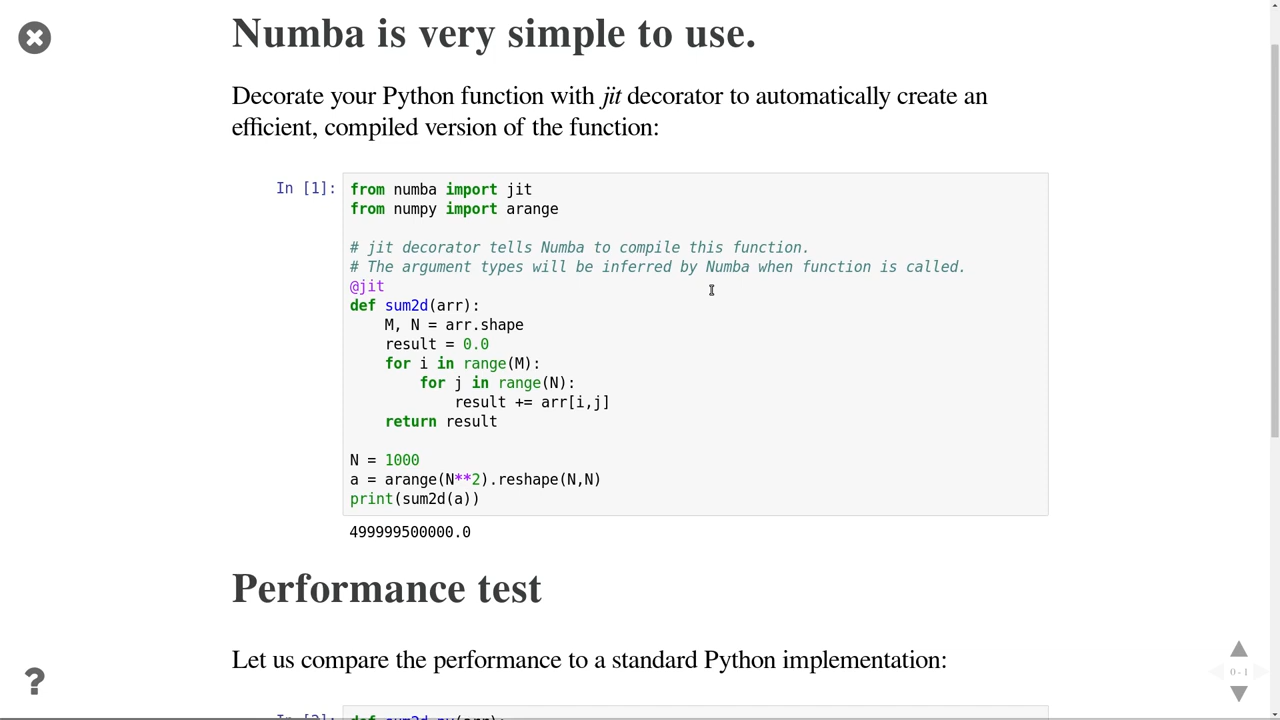 Numba is very simple to use.
Decorate your Python function with jit decorator to automatically create an
efficient, compiled version of the function:
In [1]:
from numba import jit
from numpy import arange
# jit decorator tells Numba to compile this function.
# The argument types will be inferred by Numba when function is called.
@jit
def sum2d(arr):
    M, N = arr.shape
    result = 0.0
    for i in range(M):
        for j in range(N):
            result += arr[i,j]
    return result
N = 1000
a = arange(N**2).reshape(N,N)
print(sum2d(a))
499999500000.0
Performance test
Let us compare the performance to a standard Python implementation:
?
0 - 1